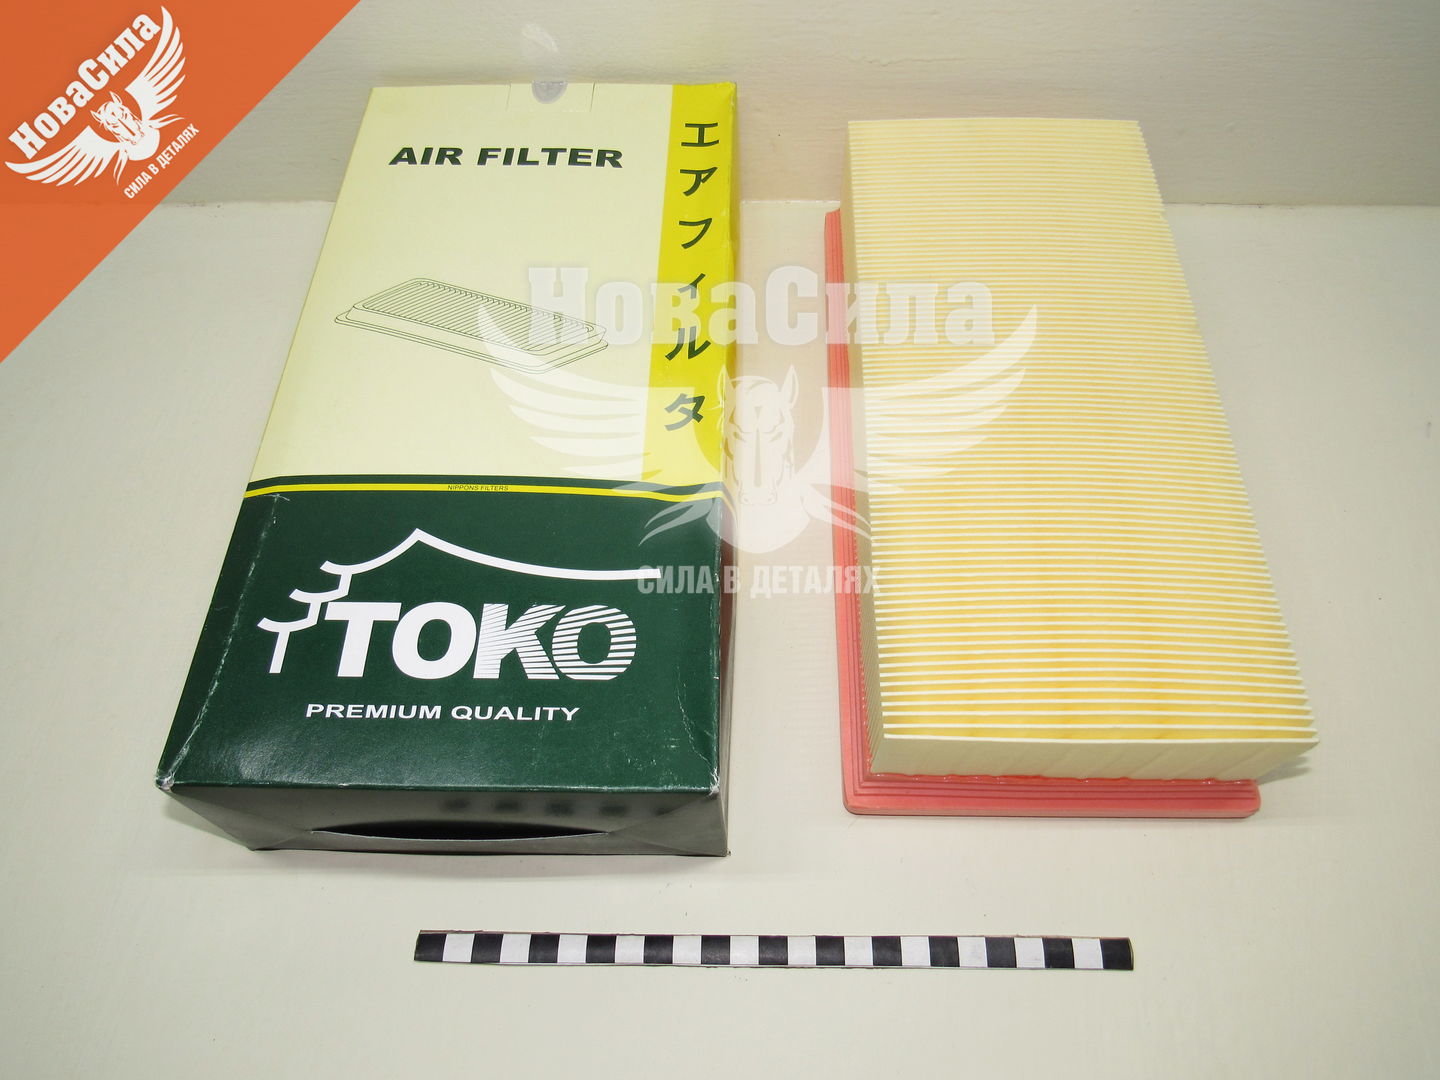 НоваСила
СИЛА В ДЕТАЛЯХ
AIR FILTER
エアフィルタ
НоваСила
СИЛА В ДЕТАЛЯХ
NIPPONS FILTERS
TOKO
PREMIUM QUALITY